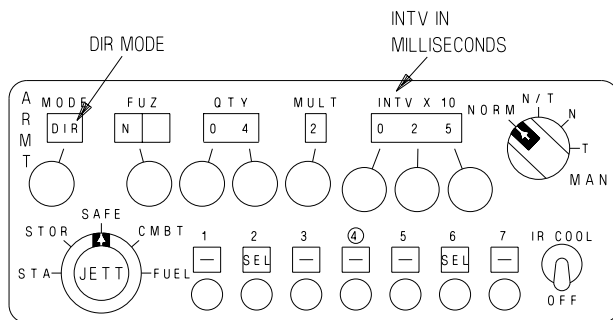 INTV IN
MILLISECONDS
DIR MODE
ARMT
MODE FUZ QTY MULT INTV X 10
DIR N 0 4 2 0 2 5
NORM N/T N T MAN
STA STOR SAFE CMBT FUEL
JETT
1 2 3 4 5 6 7
— SEL — — — SEL —
IR COOL
OFF